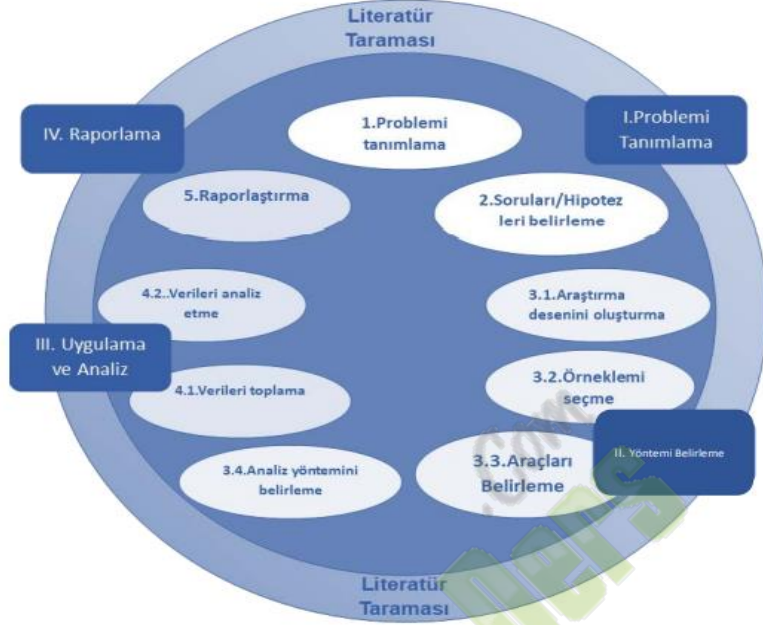 Literatür
Taraması
IV. Raporlama
I.Problemi
Tanımlama
1.Problemi
tanımlama
5.Raporlaştırma
2.Soruları/Hipotez
leri belirleme
4.2..Verileri analiz
etme
3.1.Araştırma
desenini oluşturma
III. Uygulama
ve Analiz
3.2.Örneklemi
seçme
4.1.Verileri toplama
II. Yöntemi Belirleme
3.4.Analiz yöntemini
belirleme
3.3.Araçları
Belirleme
.Com
Literatür
Taraması